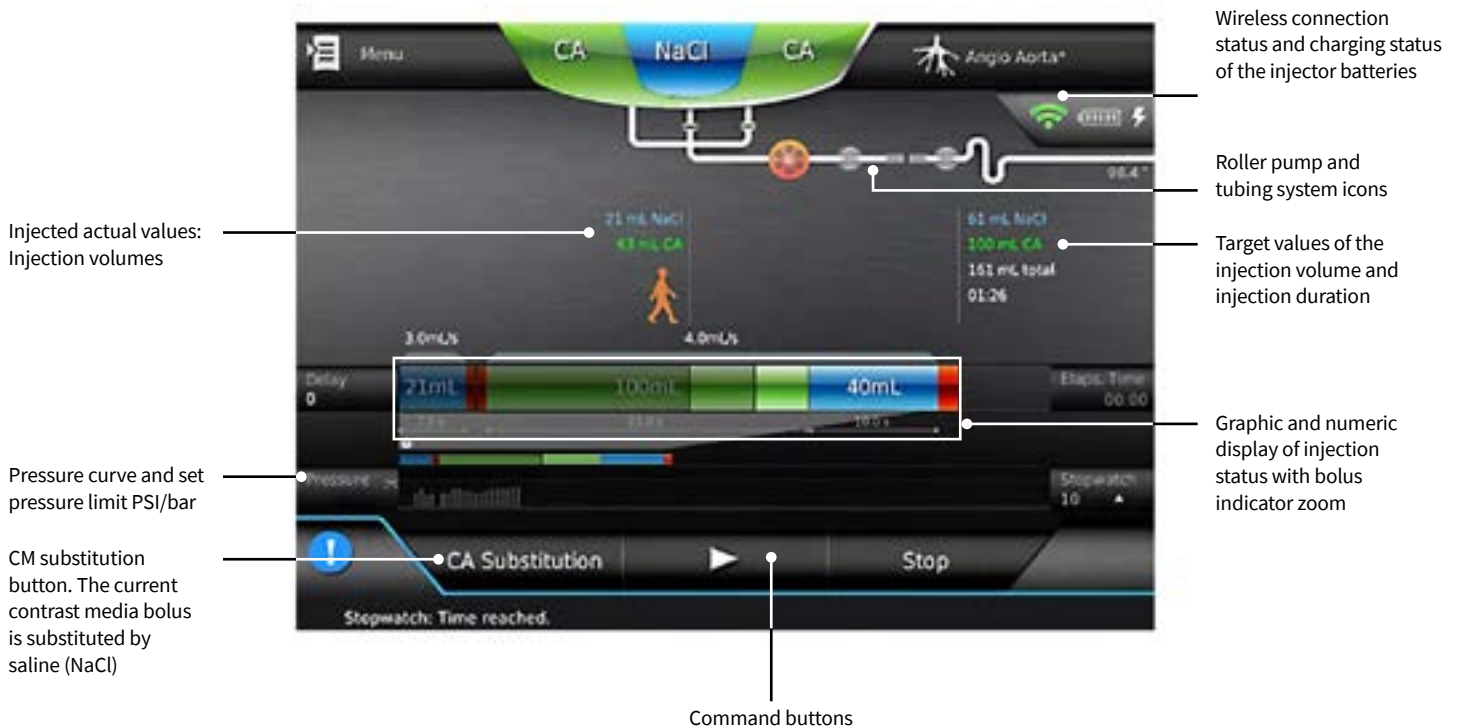 Wireless connection
status and charging status
of the injector batteries
Menu
CA
NaCl
CA
Angio Aorta*
98.4°
Roller pump and
tubing system icons
Injected actual values:
Injection volumes
21 mL NaCl
63 mL CA
61 mL NaCl
100 mL CA
161 mL total
01:26
Target values of the
injection volume and
injection duration
3.0mL/s
4.0mL/s
Delay
0
21mL
100mL
40mL
Elaps. Time
00:00
10.0 s
Graphic and numeric
display of injection
status with bolus
indicator zoom
Pressure curve and set
pressure limit PSI/bar
Pressure
Stopwatch
10
CM substitution
button. The current
contrast media bolus
is substituted by
saline (NaCl)
CA Substitution
Stop
Stopwatch: Time reached.
Command buttons